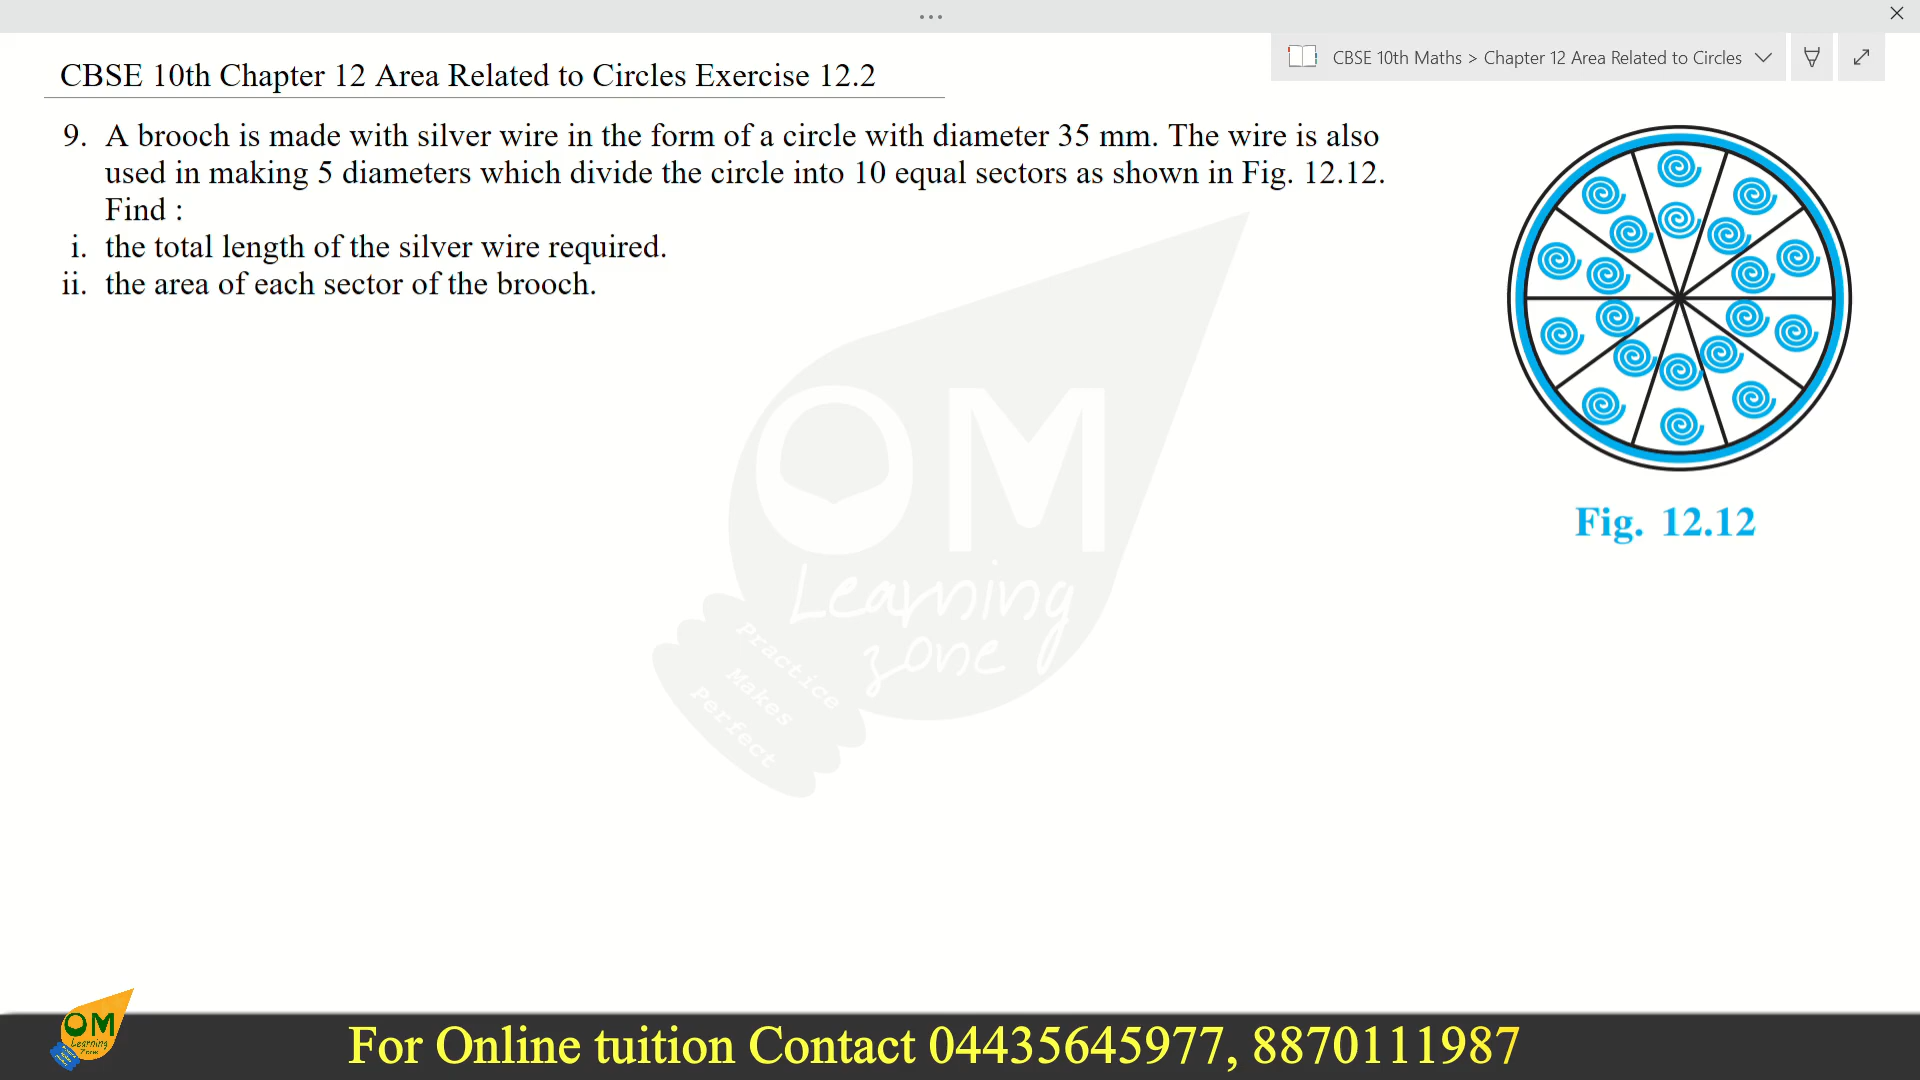 CBSE 10th Maths > Chapter 12 Area Related to Circles
CBSE 10th Chapter 12 Area Related to Circles Exercise 12.2
9. A brooch is made with silver wire in the form of a circle with diameter 35 mm. The wire is also
used in making 5 diameters which divide the circle into 10 equal sectors as shown in Fig. 12.12.
Find :
i. the total length of the silver wire required.
ii. the area of each sector of the brooch.
Fig. 12.12
OM
Learning
zone
Practice
Makes
Perfect
OM
Learning
Zone
For Online tuition Contact 04435645977, 8870111987